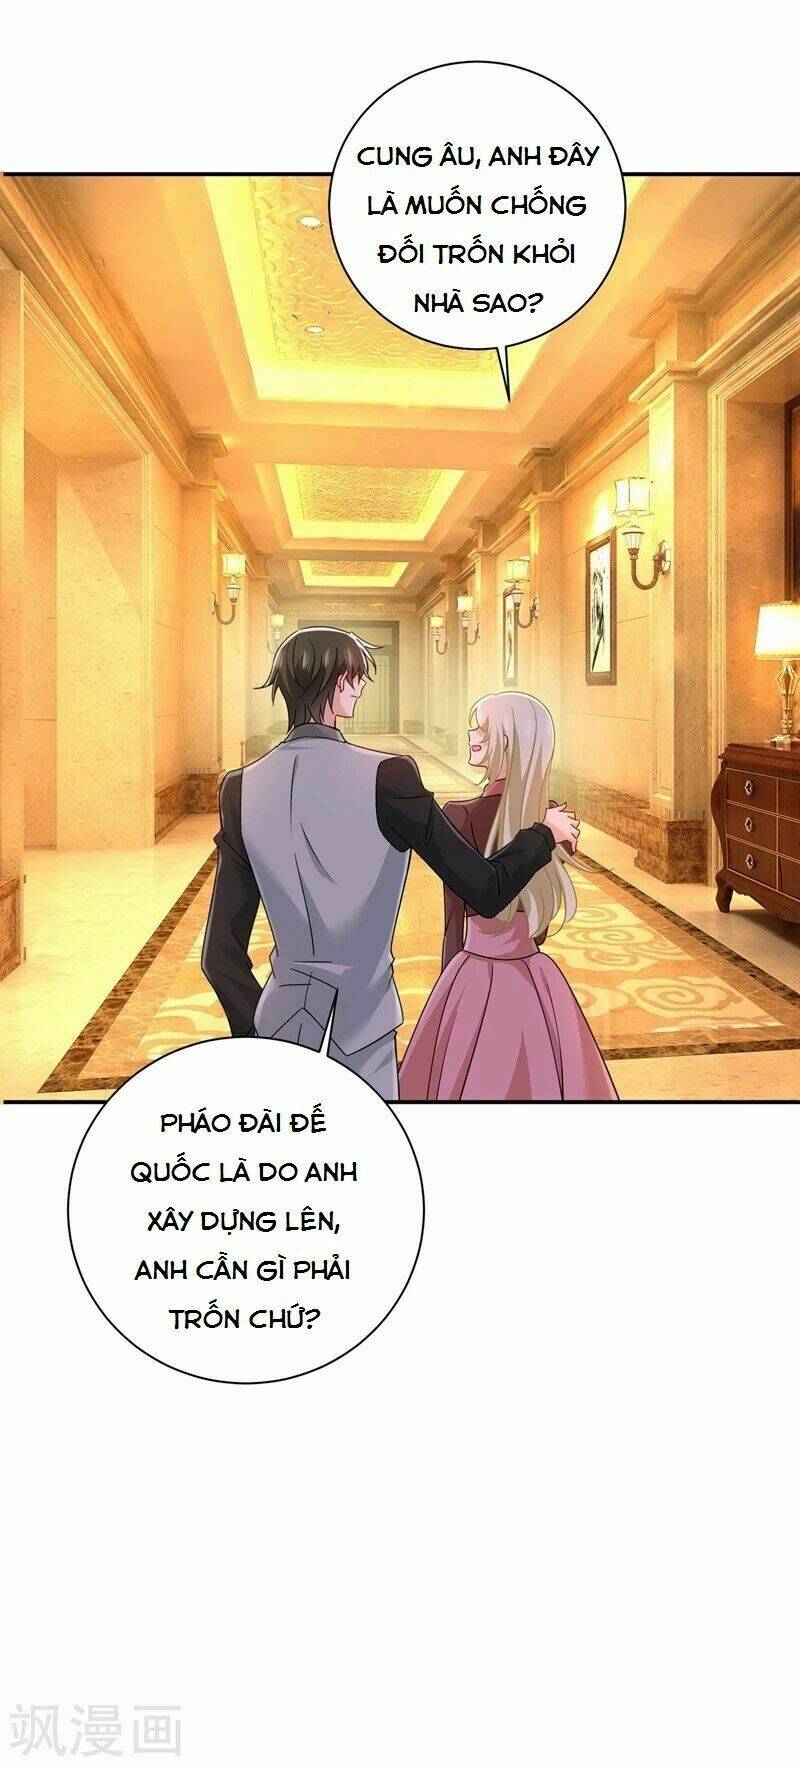 CUNG ÂU, ANH ĐÂY
LÀ MUỐN CHỐNG
ĐỐI TRỐN KHỎI
NHÀ SAO?
PHÁO ĐÀI ĐẾ
QUỐC LÀ DO ANH
XÂY DỰNG LÊN,
ANH CẦN GÌ PHẢI
TRỐN CHỨ?
飒漫画